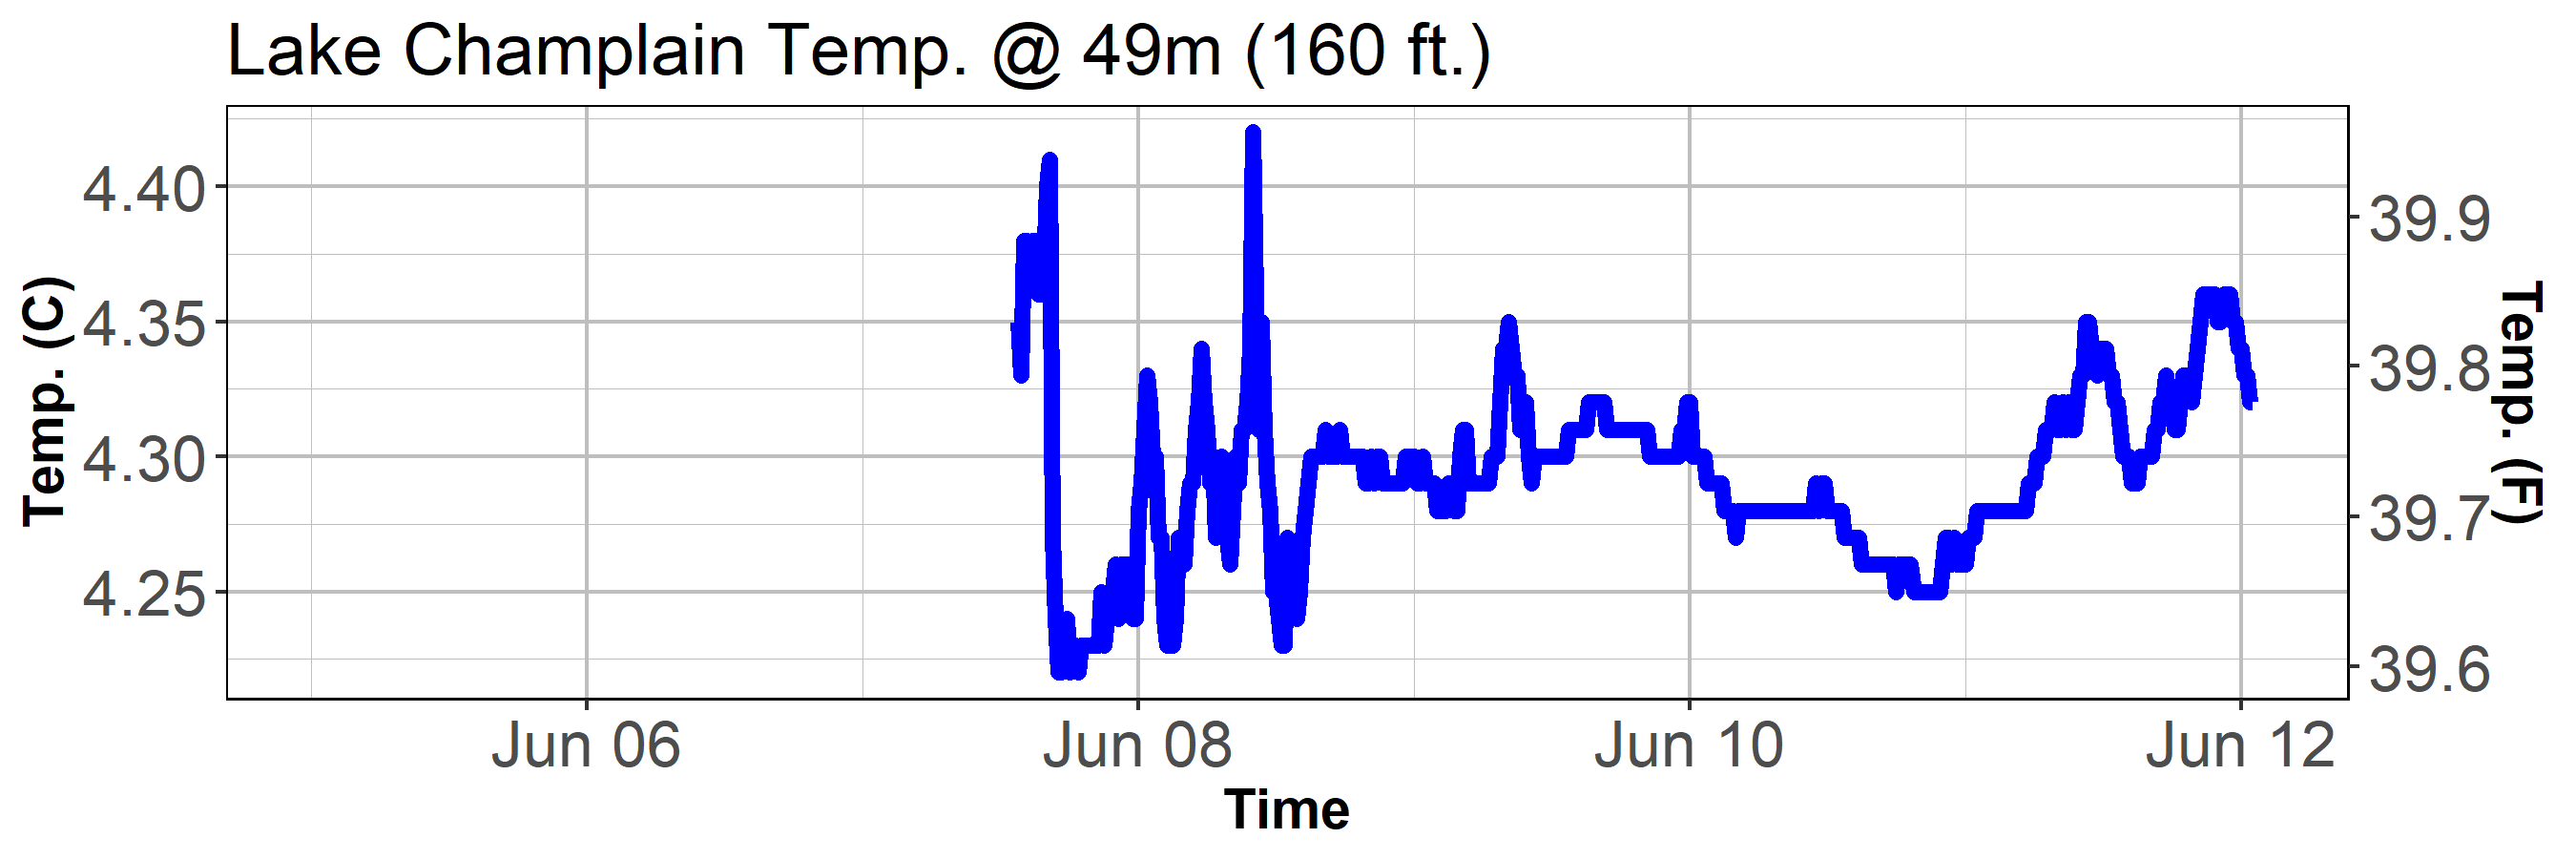 Lake Champlain Temp. @ 49m (160 ft.)
Temp. (C)
4.40
4.35
4.30
4.25
39.9
39.8
39.7
39.6
Temp. (F)
Jun 06 Jun 08 Jun 10 Jun 12
Time